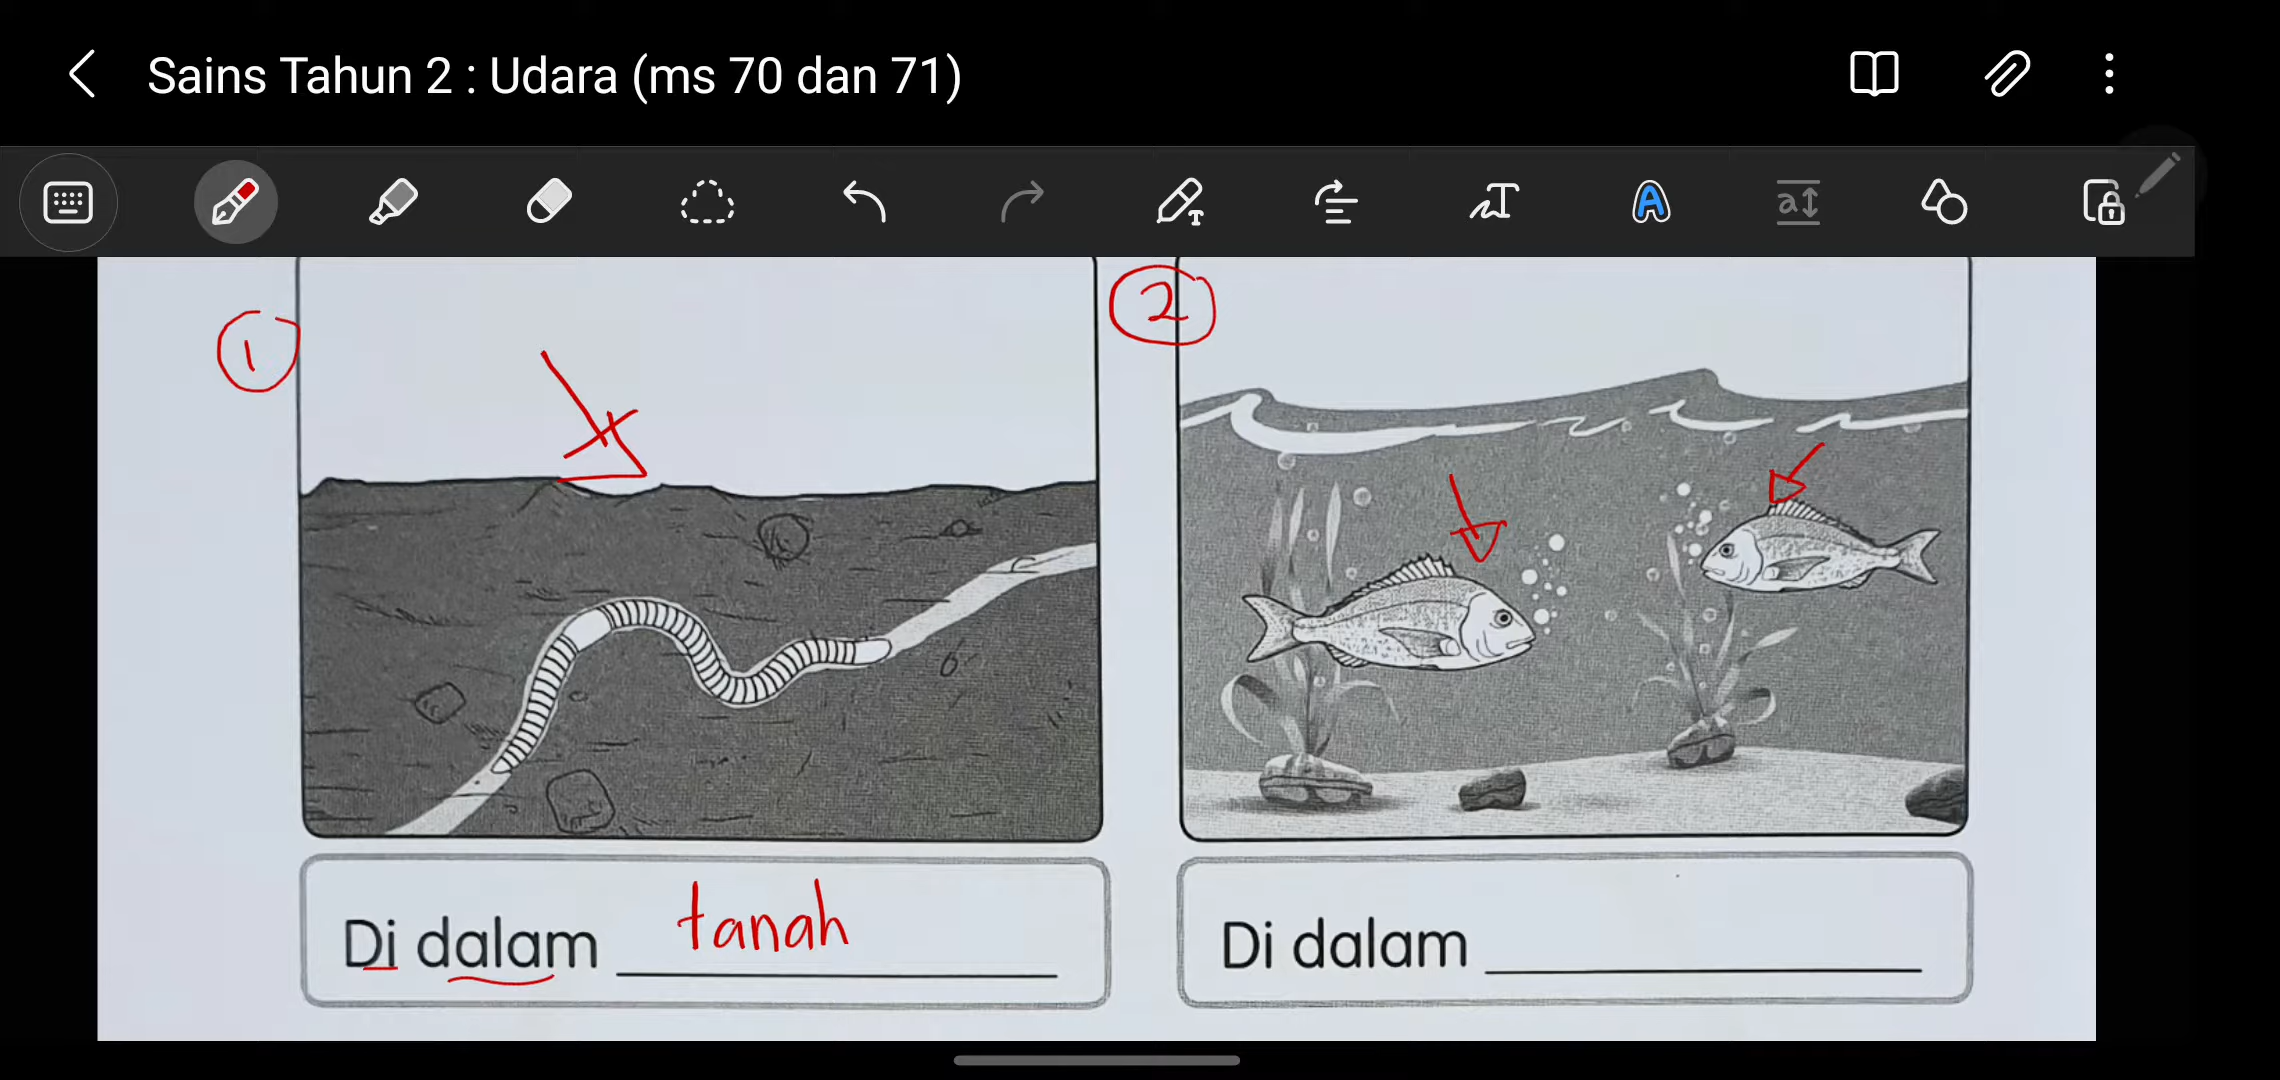 Sains Tahun 2 : Udara (ms 70 dan 71)
1
2
Di dalam tanah
Di dalam